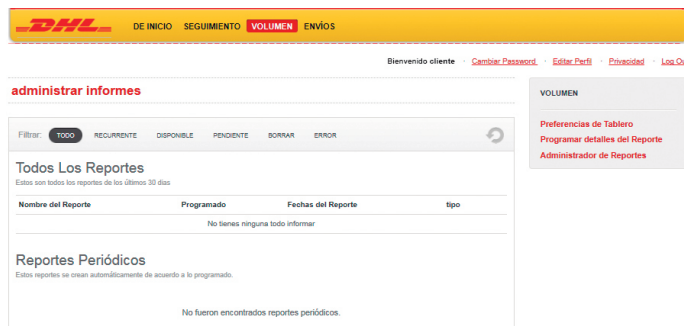 DHL DE INICIO SEGUIMIENTO VOLUMEN ENVÍOS
Bienvenido cliente Cambiar Password Editar Perfil Privacidad Log
administrar informes
VOLUMEN
Preferencias de Tablero
Programar detalles del Reporte
Administrador de Reportes
Filtrar: TODO RECURRENTE DISPONIBLE PENDIENTE BORRAR ERROR
Todos Los Reportes
Estos son todos los reportes de los últimos 30 días
Nombre del Reporte Programado Fechas del Reporte tipo
No tienes ninguna todo informer
Reportes Periódicos
Estos reportes se crean automáticamente de acuerdo a lo programado.
No fueron encontrados reportes periódicos.